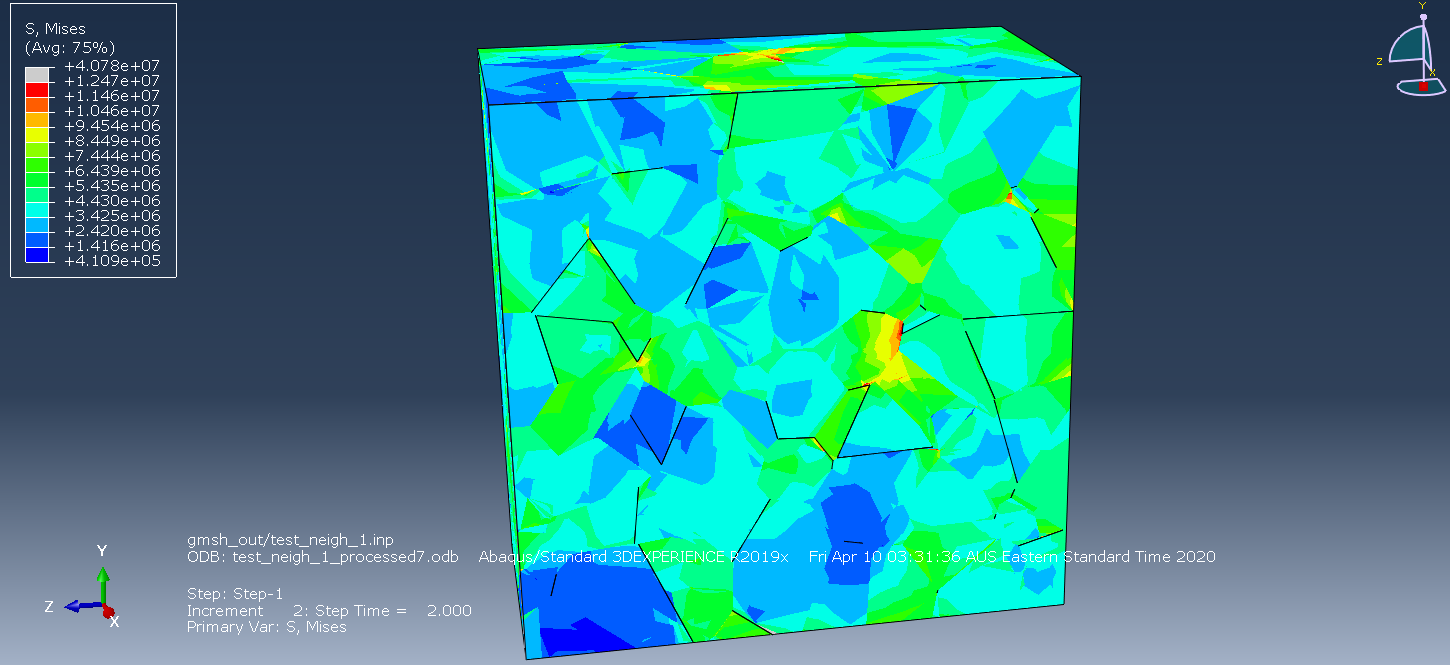 S, Mises
(Avg: 75%)
+4.078e+07
+1.247e+07
+1.146e+07
+1.046e+07
+9.454e+06
+8.449e+06
+7.444e+06
+6.439e+06
+5.435e+06
+4.430e+06
+3.425e+06
+2.420e+06
+1.416e+06
+4.109e+05
Y
Z
X
gmsh_out/test_neigh_1.inp
ODB: test_neigh_1_processed7.odb Abaqus/Standard 3DEXPERIENCE R2019x Fri Apr 10 03:31:36 AUS Eastern Standard Time 2020
Y
Z
X
Step: Step-1
Increment 2: Step Time = 2.000
Primary Var: S, Mises